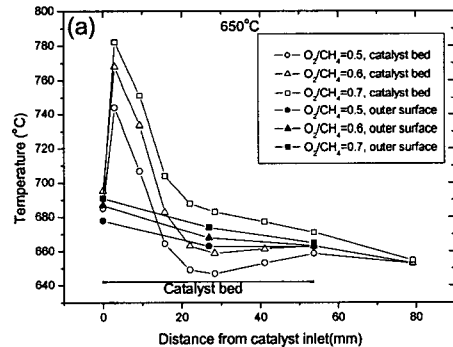 (a)
650°C
O2/CH4=0.5, catalyst bed
O2/CH4=0.6, catalyst bed
O2/CH4=0.7, catalyst bed
O2/CH4=0.5, outer surface
O2/CH4=0.6, outer surface
O2/CH4=0.7, outer surface
Temperature (°C)
800
780
760
740
720
700
680
660
640
Catalyst bed
0 20 40 60 80
Distance from catalyst inlet(mm)